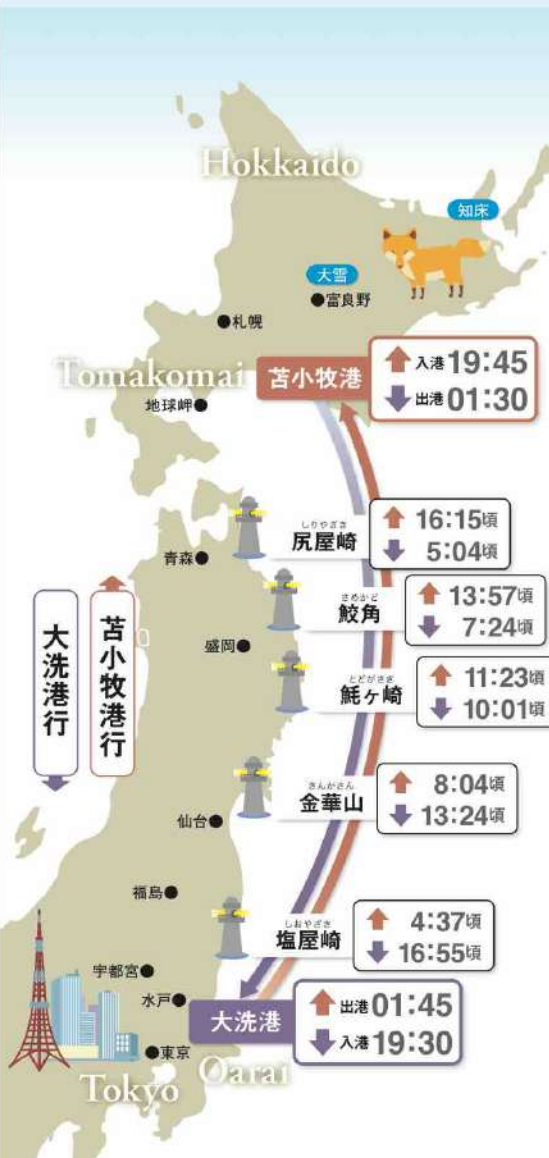 Hokkaido
知床
大雪
●富良野
●札幌
Tomakomai
苫小牧港
入港 19:45
出港 01:30
地球岬●
しりやざき
尻屋崎
16:15頃
5:04頃
青森●
さめかど
鮫角
13:57頃
7:24頃
大洗港行
苫小牧港行
盛岡●
とどがさき
魹ヶ崎
11:23頃
10:01頃
きんかさん
金華山
8:04頃
13:24頃
仙台●
福島●
しおやざき
塩屋崎
4:37頃
16:55頃
宇都宮●
水戸●
大洗港
出港 01:45
入港 19:30
●東京
Oarai
Tokyo